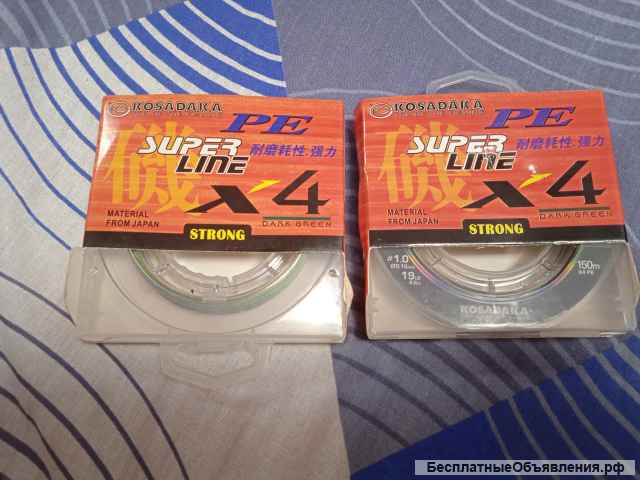 KOSADAKA
PE
SUPER
LINE
耐磨耗性.強力
磯
X4
DARK GREEN
MATERIAL
FROM JAPAN
STRONG
KOSADAKA
PE
SUPER
LINE
耐磨耗性.強力
磯
X4
DARK GREEN
MATERIAL
FROM JAPAN
STRONG
#1.0
150m
X4 PE
19
KOSADAKA
БесплатныеОбъявления.рф